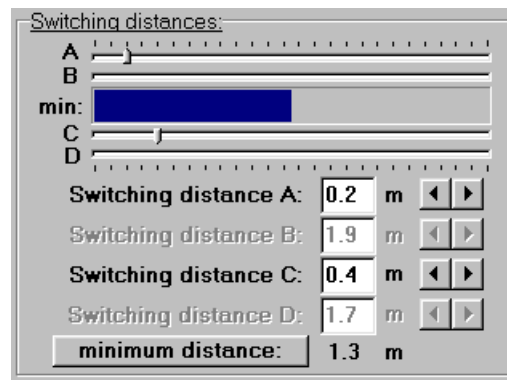 Switching distances:
A
B
min:
C
D
Switching distance A: 0.2 m
Switching distance B: 1.9 m
Switching distance C: 0.4 m
Switching distance D: 1.7 m
minimum distance: 1.3 m